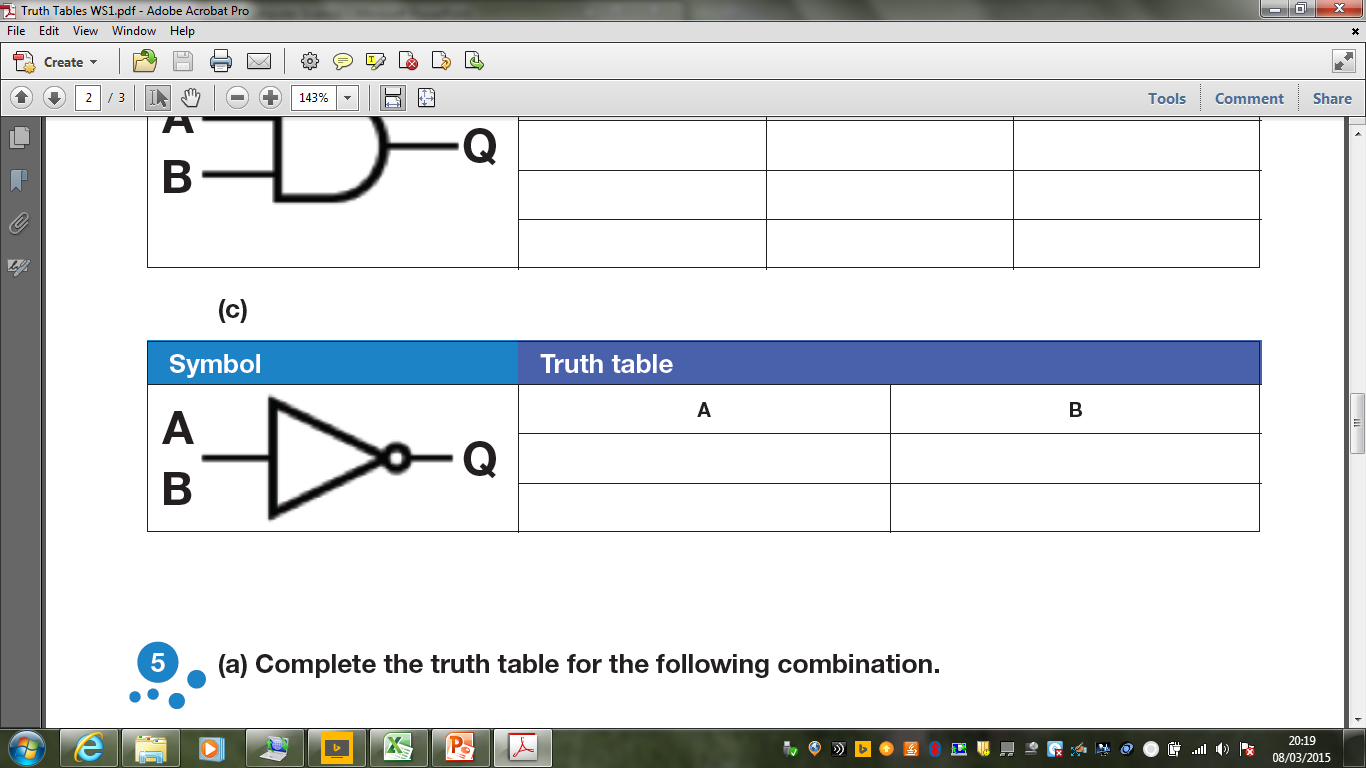 Truth Tables WS1.pdf - Adobe Acrobat Pro
File Edit View Window Help
Create
2 / 3 143% Tools Comment Share
A
B Q
(c)
Symbol Truth table
A B
A
B Q
5 (a) Complete the truth table for the following combination.
20:19
08/03/2015